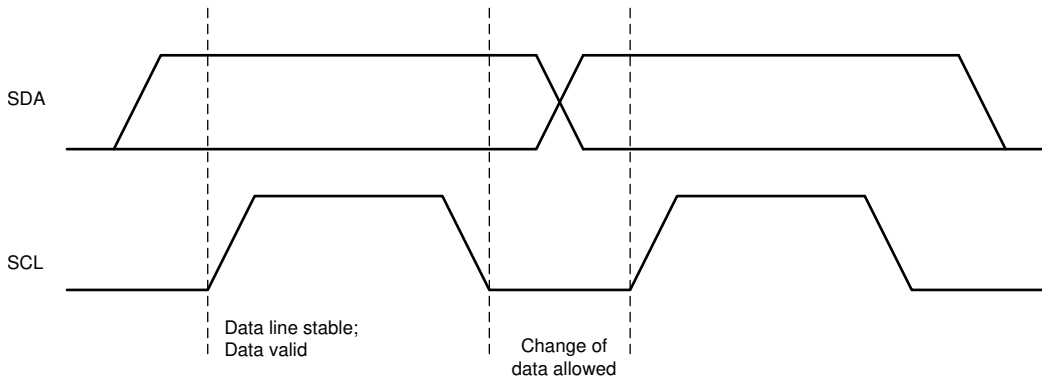 SDA
SCL
Data line stable;
Data valid
Change of
data allowed